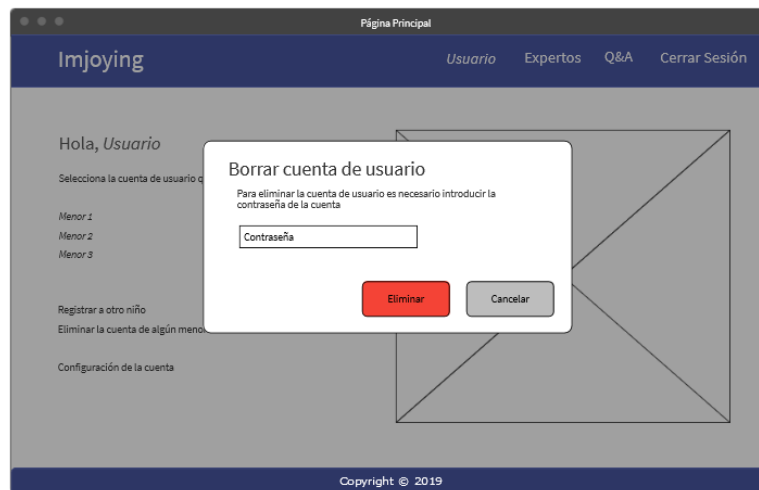 Página Principal
Imjoying
Usuario Expertos Q&A Cerrar Sesión
Hola, Usuario
Selecciona la cuenta de usuario q
Menor 1
Menor 2
Menor 3
Registrar a otro niño
Eliminar la cuenta de algún menor
Configuración de la cuenta
Borrar cuenta de usuario
Para eliminar la cuenta de usuario es necesario introducir la
contraseña de la cuenta
Contraseña
Eliminar Cancelar
Copyright © 2019